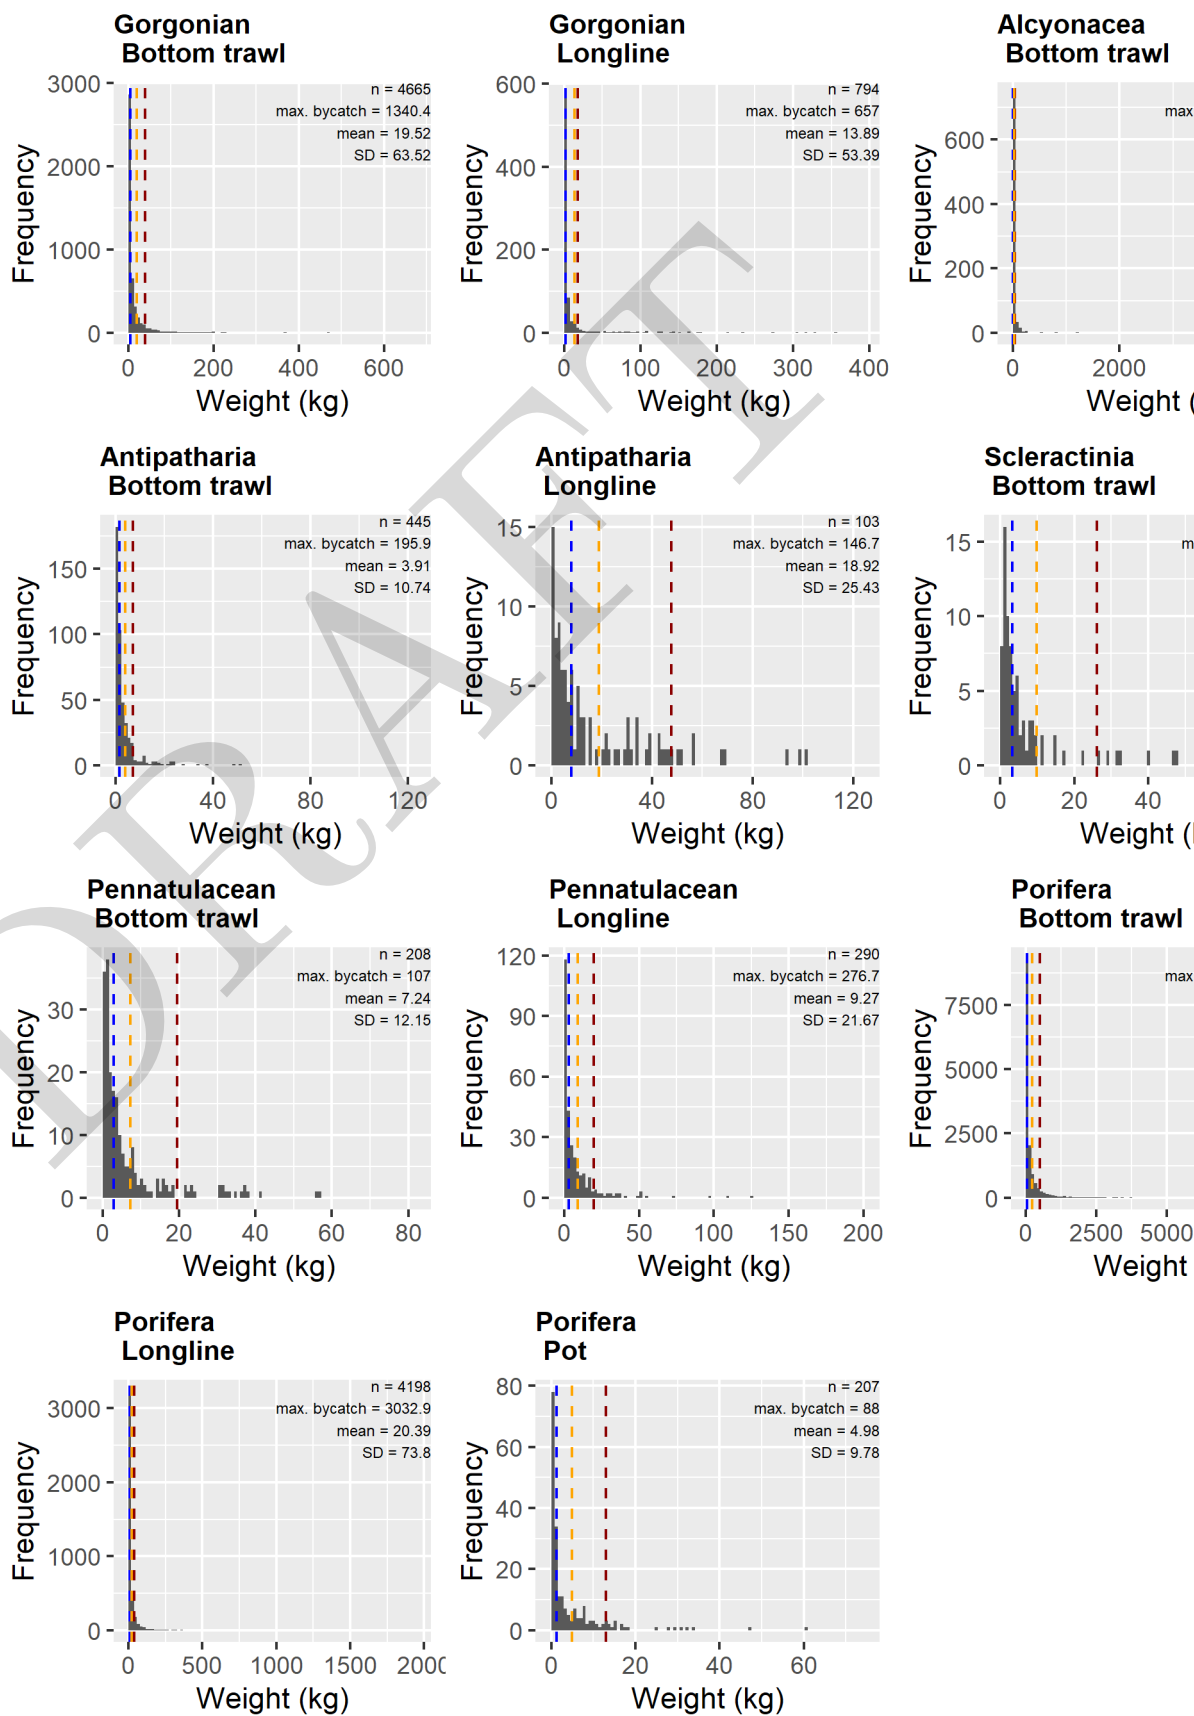 Gorgonian
Bottom trawl
n = 4665
max. bycatch = 1340.4
mean = 19.52
SD = 63.52
Frequency
3000
2000
1000
0
0 200 400 600
Weight (kg)
Gorgonian
Longline
n = 794
max. bycatch = 657
mean = 13.89
SD = 53.39
Frequency
600
400
200
0
0 100 200 300 400
Weight (kg)
Alcyonacea
Bottom trawl
max
Frequency
600
400
200
0
0 2000
Weight (
Antipatharia
Bottom trawl
n = 445
max. bycatch = 195.9
mean = 3.91
SD = 10.74
Frequency
150
100
50
0
0 40 80 120
Weight (kg)
Antipatharia
Longline
n = 103
max. bycatch = 146.7
mean = 18.92
SD = 25.43
Frequency
15
10
5
0
0 40 80 120
Weight (kg)
Scleractinia
Bottom trawl
m
Frequency
15
10
5
0
0 20 40
Weight (
Pennatulacean
Bottom trawl
n = 208
max. bycatch = 107
mean = 7.24
SD = 12.15
Frequency
30
20
10
0
0 20 40 60 80
Weight (kg)
Pennatulacean
Longline
n = 290
max. bycatch = 276.7
mean = 9.27
SD = 21.67
Frequency
120
90
60
30
0
0 50 100 150 200
Weight (kg)
Porifera
Bottom trawl
max
Frequency
7500
5000
2500
0
0 2500 5000
Weight
Porifera
Longline
n = 4198
max. bycatch = 3032.9
mean = 20.39
SD = 73.8
Frequency
3000
2000
1000
0
0 500 1000 1500 200
Weight (kg)
Porifera
Pot
n = 207
max. bycatch = 88
mean = 4.98
SD = 9.78
Frequency
80
60
40
20
0
0 20 40 60
Weight (kg)
DRAFT